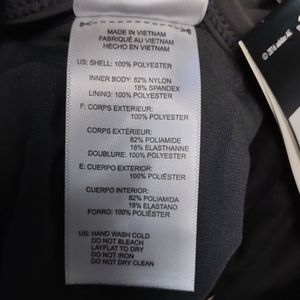 MADE IN VIETNAM
FABRIQUÉ AU VIETNAM
HECHO EN VIETNAM
US: SHELL: 100% POLYESTER
INNER BODY: 82% NYLON
18% SPANDEX
LINING: 100% POLYESTER
F: CORPS EXTÉRIEUR:
100% POLYESTER
CORPS EXTÉRIEUR:
82% POLIAMIDE
18% ELASTHANNE
DOUBLURE: 100% POLYESTER
E: CUERPO EXTERIOR:
100% POLIÉSTER
CUERPO INTERIOR:
82% POLIAMIDA
18% ELASTANO
FORRO: 100% POLIÉSTER
US: HAND WASH COLD
DO NOT BLEACH
LAYFLAT TO DRY
DO NOT IRON
DO NOT DRY CLEAN